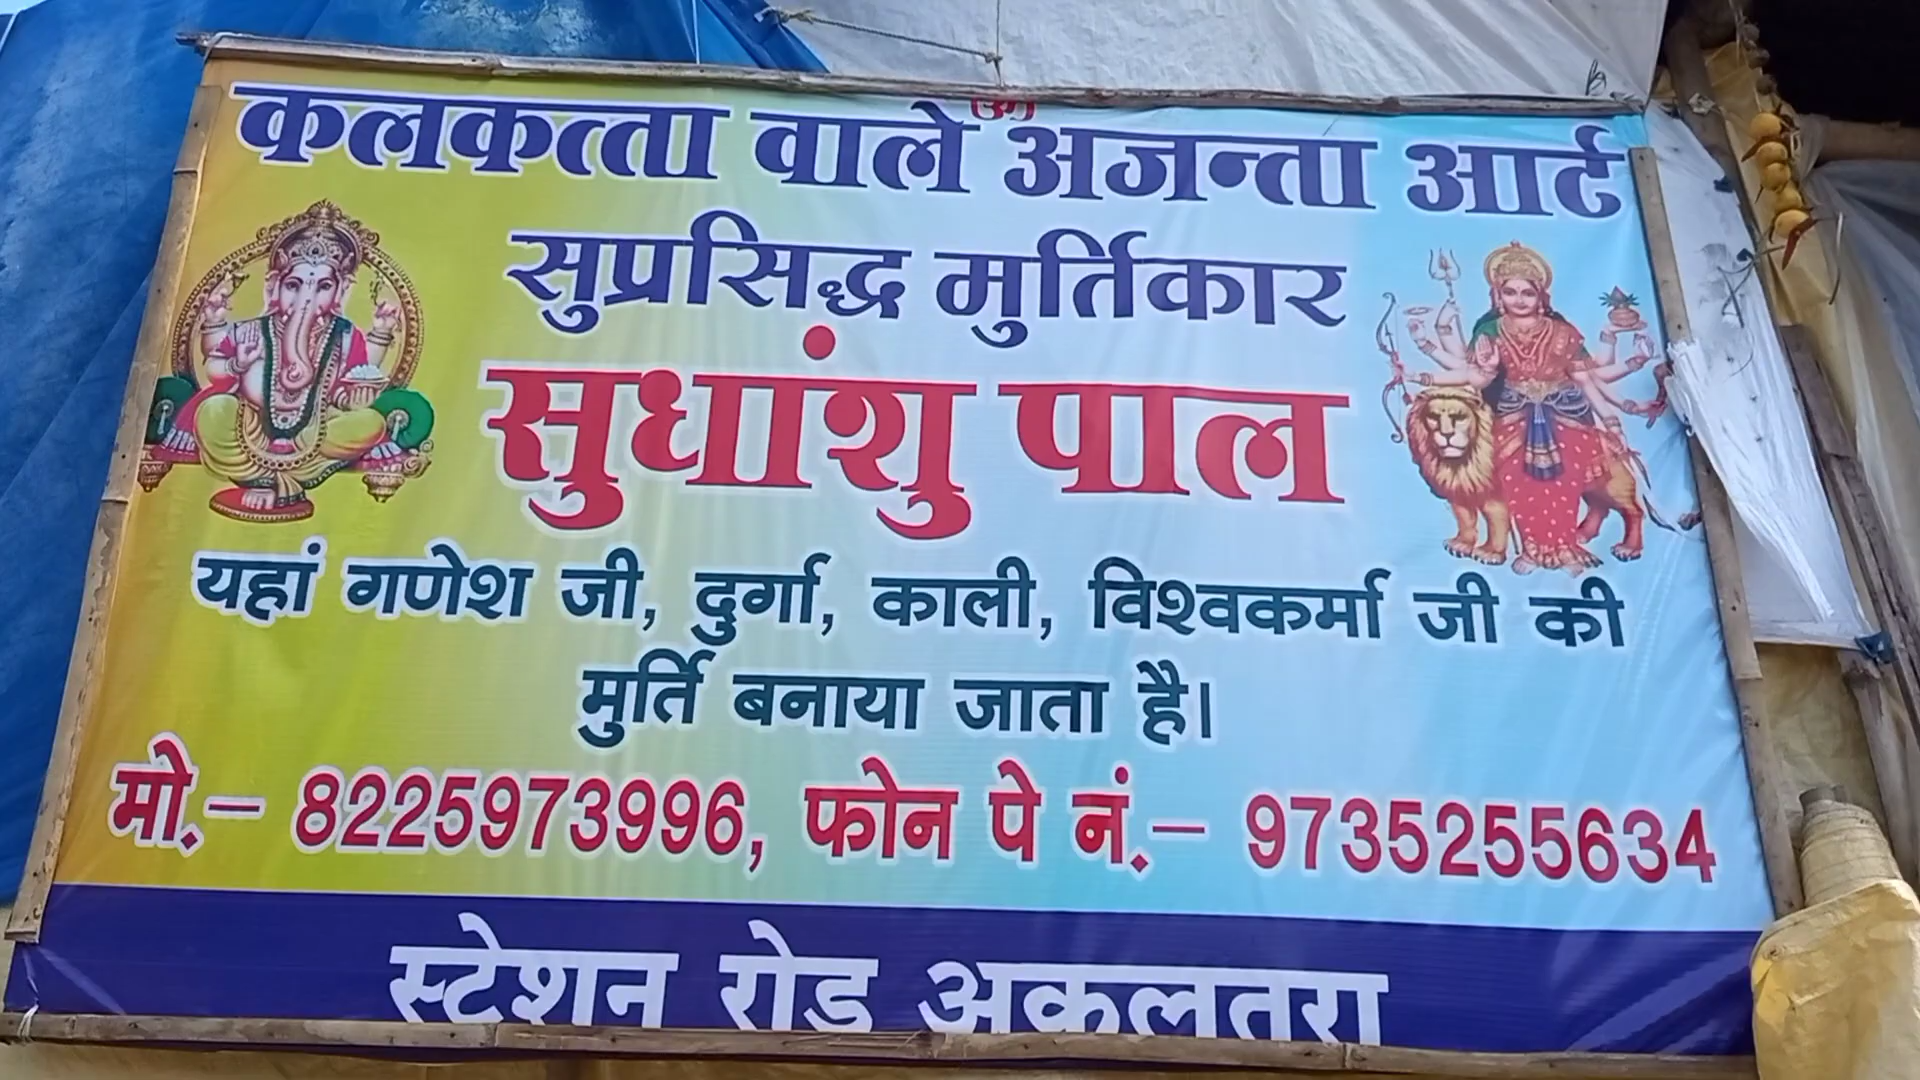 ॐ
कलकत्ता वाले अजन्ता आर्ट
सुप्रसिद्ध मुर्तिकार
सुधांशु पाल
यहां गणेश जी, दुर्गा, काली, विश्वकर्मा जी की
मुर्ति बनाया जाता है।
मो.– 8225973996, फोन पे नं.– 9735255634
स्टेशन रोड अकलतरा